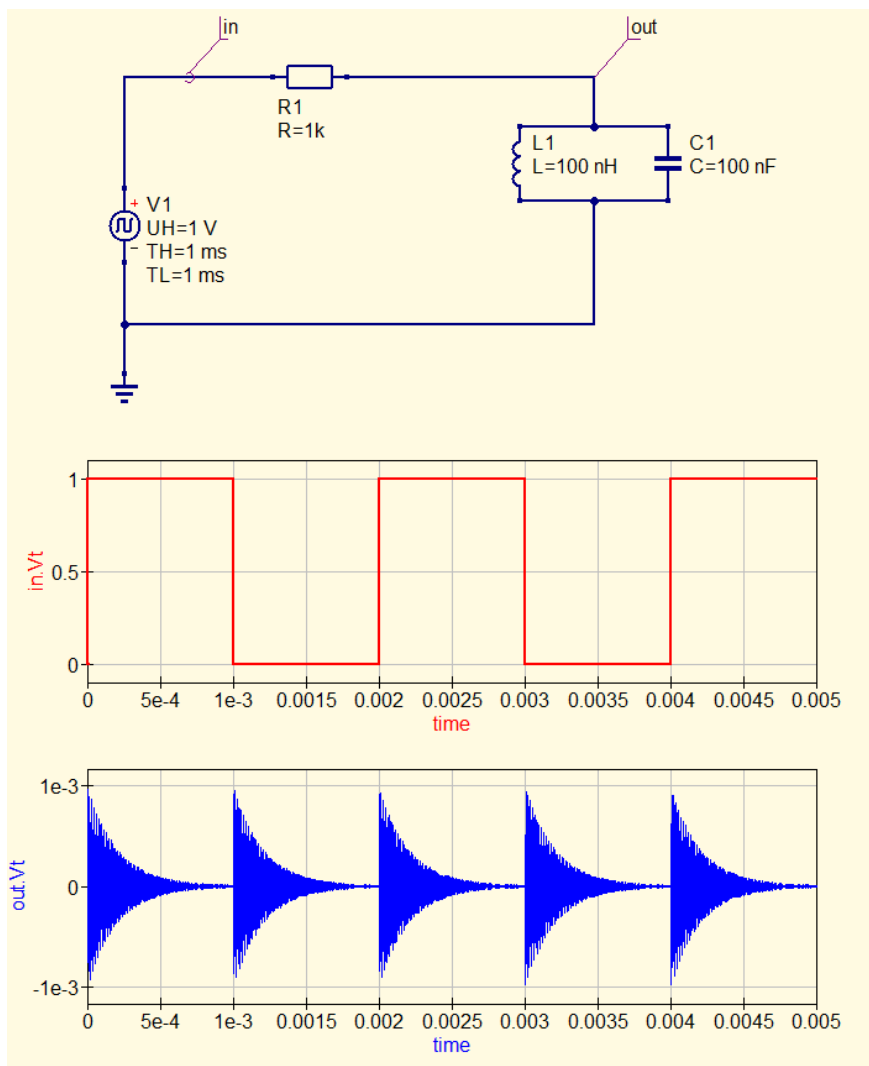 in
out
R1
R=1k
L1
L=100 nH
C1
C=100 nF
+
V1
UH=1 V
TH=1 ms
TL=1 ms
−
in.Vt
1
0.5
0
0 5e-4 1e-3 0.0015 0.002 0.0025 0.003 0.0035 0.004 0.0045 0.005
time
out.Vt
1e-3
0
-1e-3
0 5e-4 1e-3 0.0015 0.002 0.0025 0.003 0.0035 0.004 0.0045 0.005
time